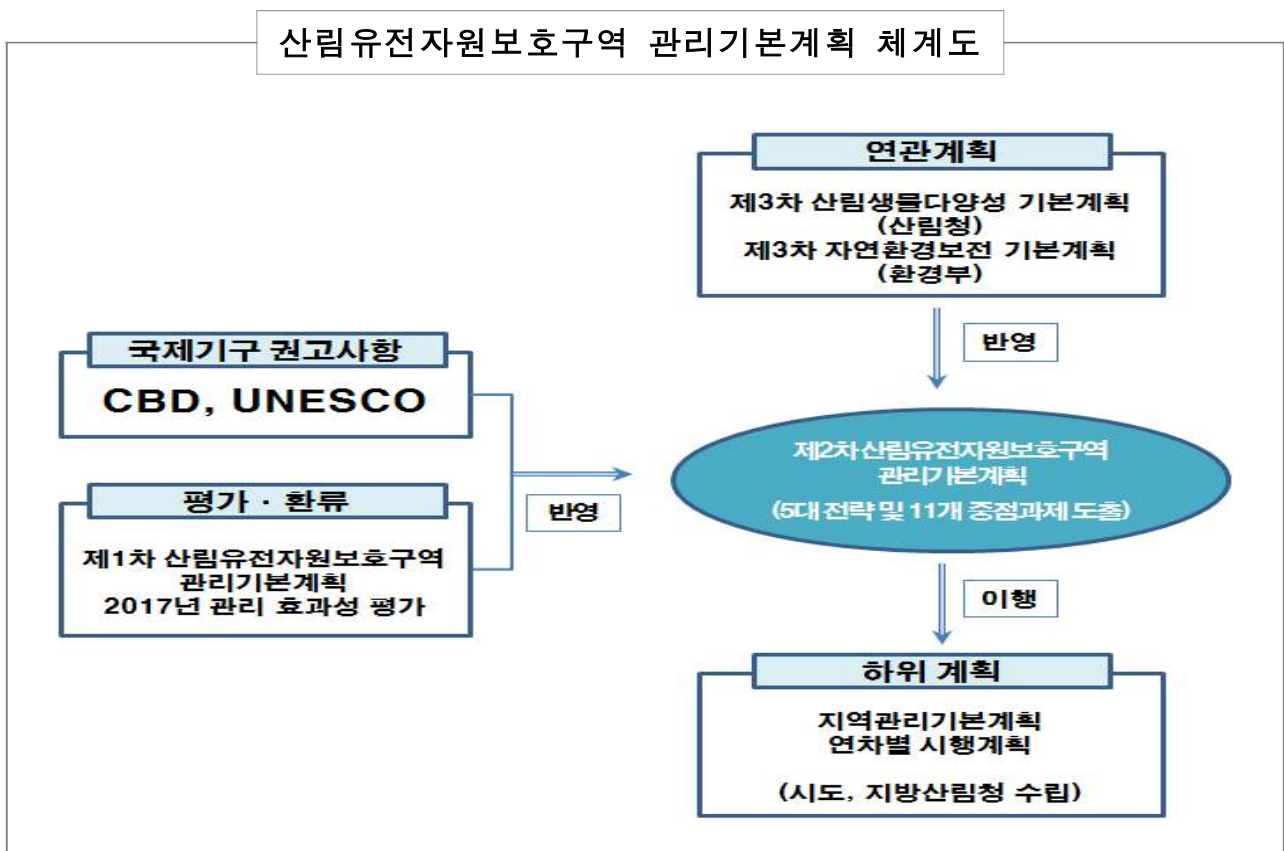 산림유전자원보호구역 관리기본계획 체계도
연관계획
제3차 산림생물다양성 기본계획
(산림청)
제3차 자연환경보전 기본계획
(환경부)
반영
국제기구 권고사항
CBD, UNESCO
평가 · 환류
제1차 산림유전자원보호구역
관리기본계획
2017년 관리 효과성 평가
반영
제2차 산림유전자원보호구역
관리기본계획
(5대 전략 및 11개 중점과제 도출)
이행
하위 계획
지역관리기본계획
연차별 시행계획
(시도, 지방산림청 수립)